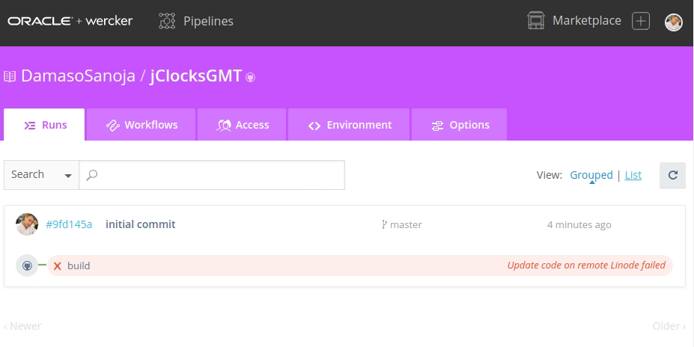 ORACLE + wercker Pipelines Marketplace
DamasoSanoja / jClocksGMT
Runs Workflows Access Environment Options
Search View: Grouped | List
#9fd145a initial commit master 4 minutes ago
build Update code on remote Linode failed
‹ Newer Older ›